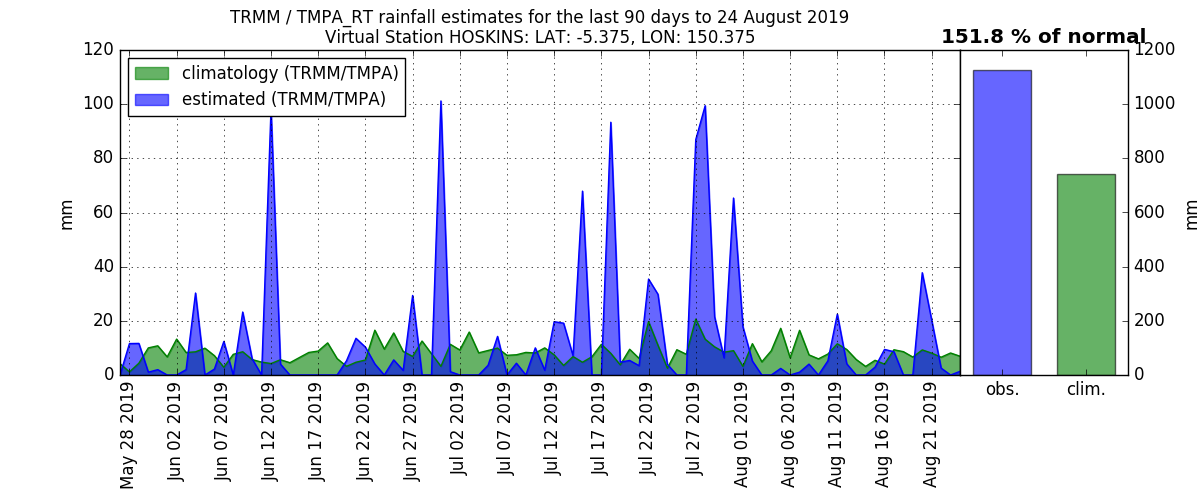 TRMM / TMPA_RT rainfall estimates for the last 90 days to 24 August 2019
Virtual Station HOSKINS: LAT: -5.375, LON: 150.375
151.8 % of normal
climatology (TRMM/TMPA)
estimated (TRMM/TMPA)
mm
120
100
80
60
40
20
0
May 28 2019
Jun 02 2019
Jun 07 2019
Jun 12 2019
Jun 17 2019
Jun 22 2019
Jun 27 2019
Jul 02 2019
Jul 07 2019
Jul 12 2019
Jul 17 2019
Jul 22 2019
Jul 27 2019
Aug 01 2019
Aug 06 2019
Aug 11 2019
Aug 16 2019
Aug 21 2019
obs.
clim.
1200
1000
800
600
400
200
0
mm